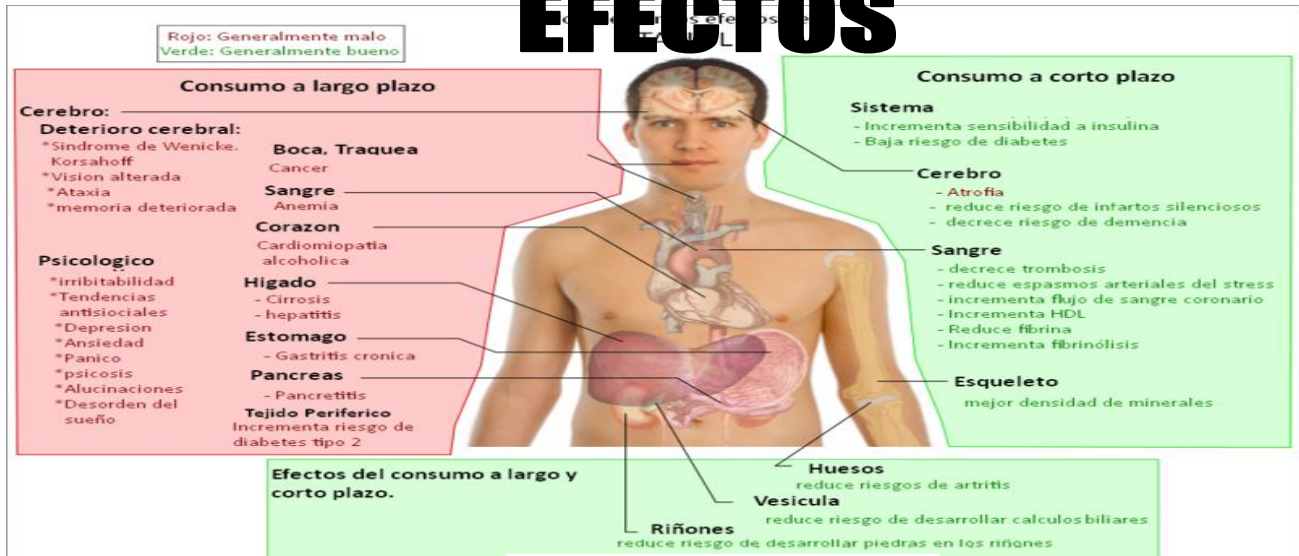 EFECTOS
Rojo: Generalmente malo
Verde: Generalmente bueno
Consumo a largo plazo
Cerebro:
Deterioro cerebral:
*Sindrome de Wenicke.
Korsahoff
*Vision alterada
*Ataxia
*memoria deteriorada
Psicologico
*irribitabilidad
*Tendencias
antisociales
*Depresion
*Ansiedad
*Panico
*psicosis
*Alucinaciones
*Desorden del
sueño
Boca, Traquea
Cancer
Sangre
Anemia
Corazon
Cardiomiopatia
alcoholica
Higado
- Cirrosis
- hepatitis
Estomago
- Gastritis cronica
Pancreas
- Pancretitis
Tejido Periferico
Incrementa riesgo de
diabetes tipo 2
Consumo a corto plazo
Sistema
- Incrementa sensibilidad a insulina
- Baja riesgo de diabetes
Cerebro
- Atrofia
- reduce riesgo de infartos silenciosos
- decrece riesgo de demencia
Sangre
- decrece trombosis
- reduce espasmos arteriales del stress
- incrementa flujo de sangre coronario
- Incrementa HDL
- Reduce fibrina
- Incrementa fibrinólisis
Esqueleto
mejor densidad de minerales
Efectos del consumo a largo y
corto plazo.
Huesos
reduce riesgos de artritis
Vesicula
reduce riesgo de desarrollar calculos biliares
Riñones
reduce riesgo de desarrollar piedras en los riñones